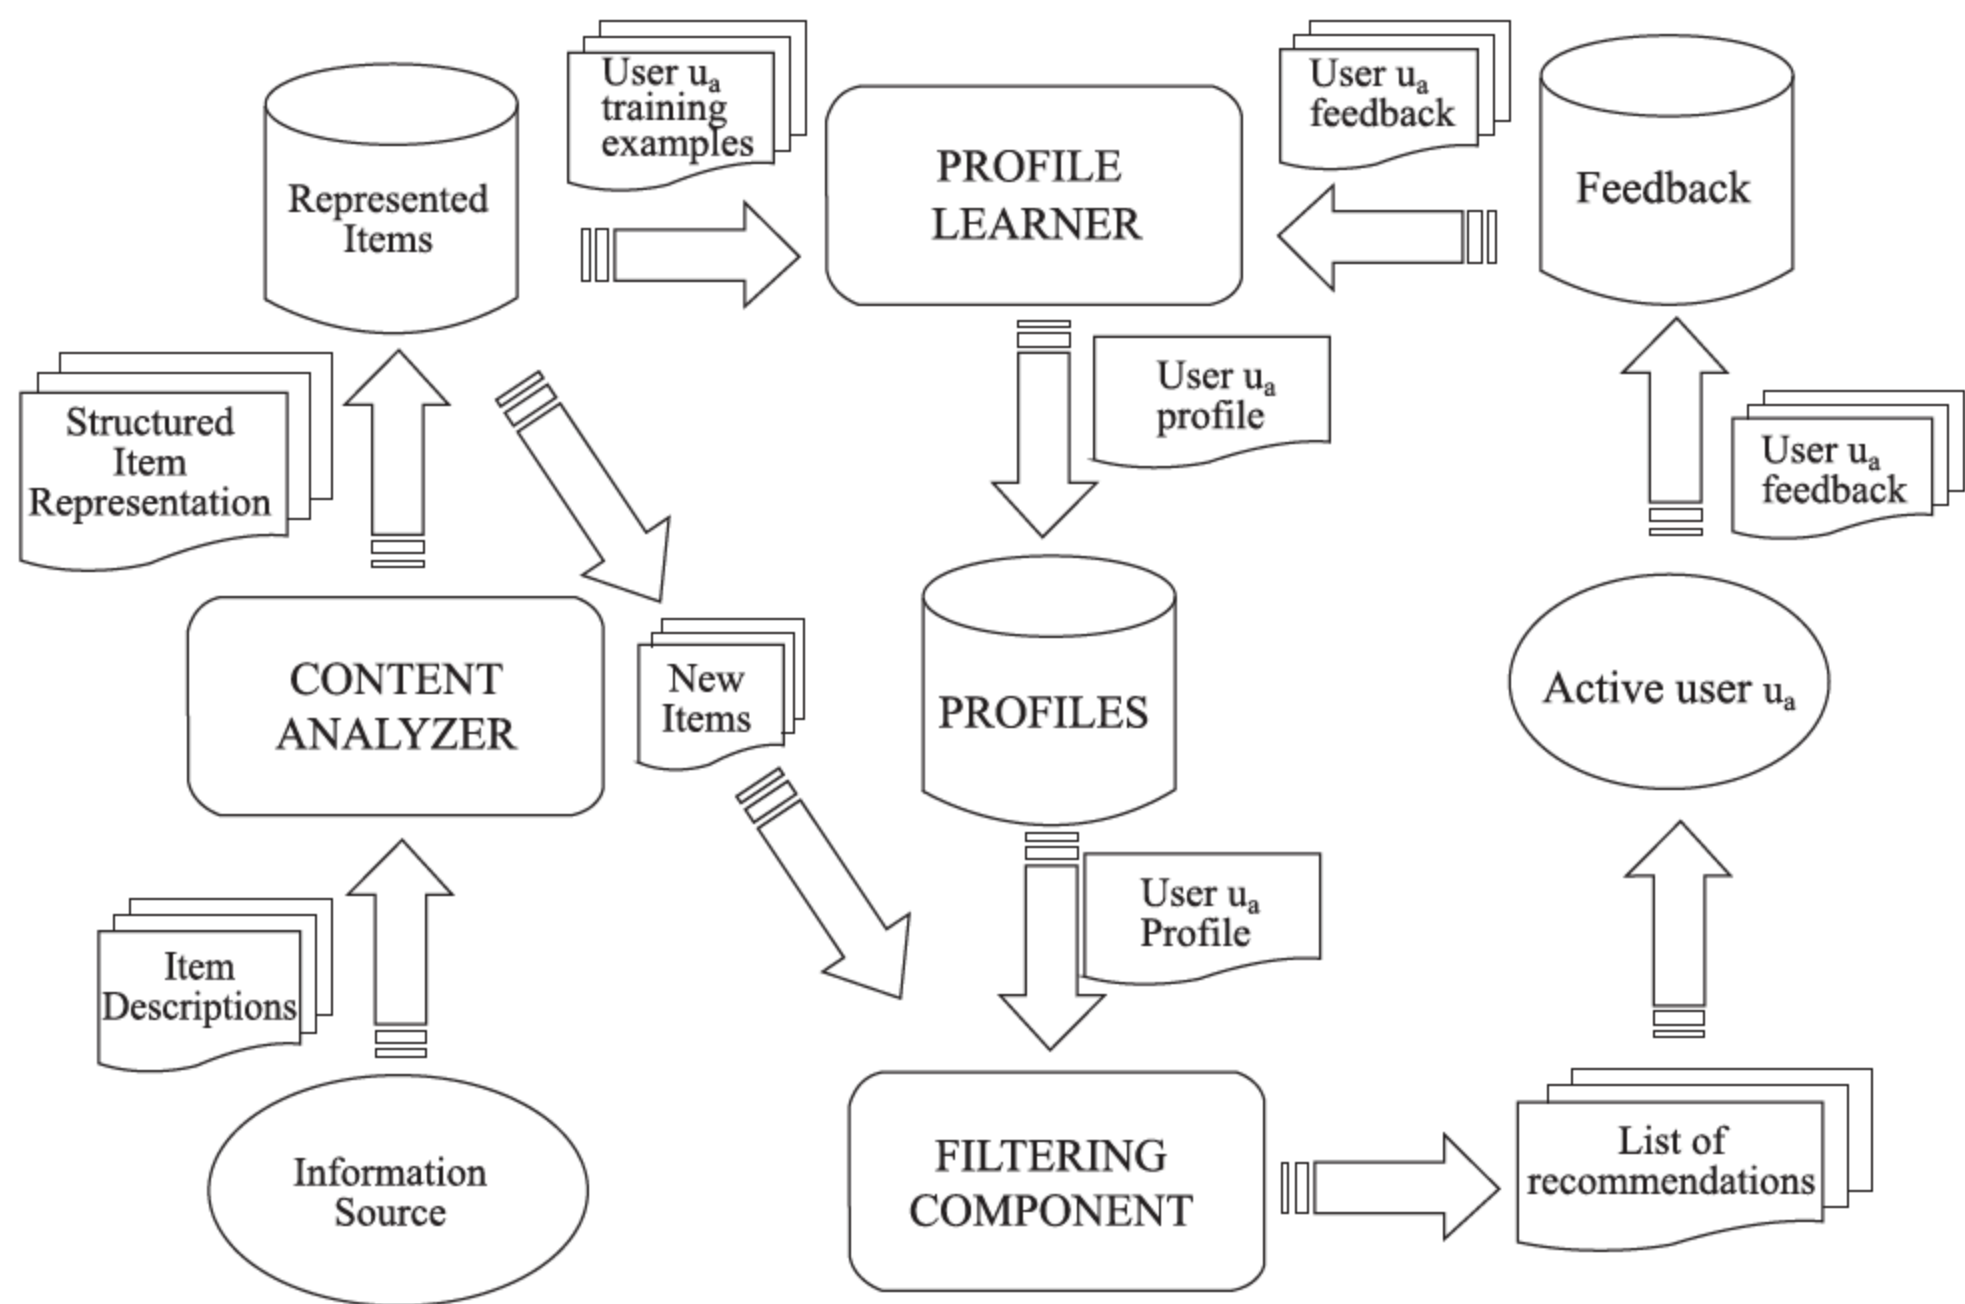 User uₐ
training
examples
User uₐ
feedback
PROFILE
LEARNER
Feedback
Represented
Items
User uₐ
profile
Structured
Item
Representation
User uₐ
feedback
CONTENT
ANALYZER
New
Items
PROFILES
Active user uₐ
User uₐ
Profile
Item
Descriptions
Information
Source
FILTERING
COMPONENT
List of
recommendations